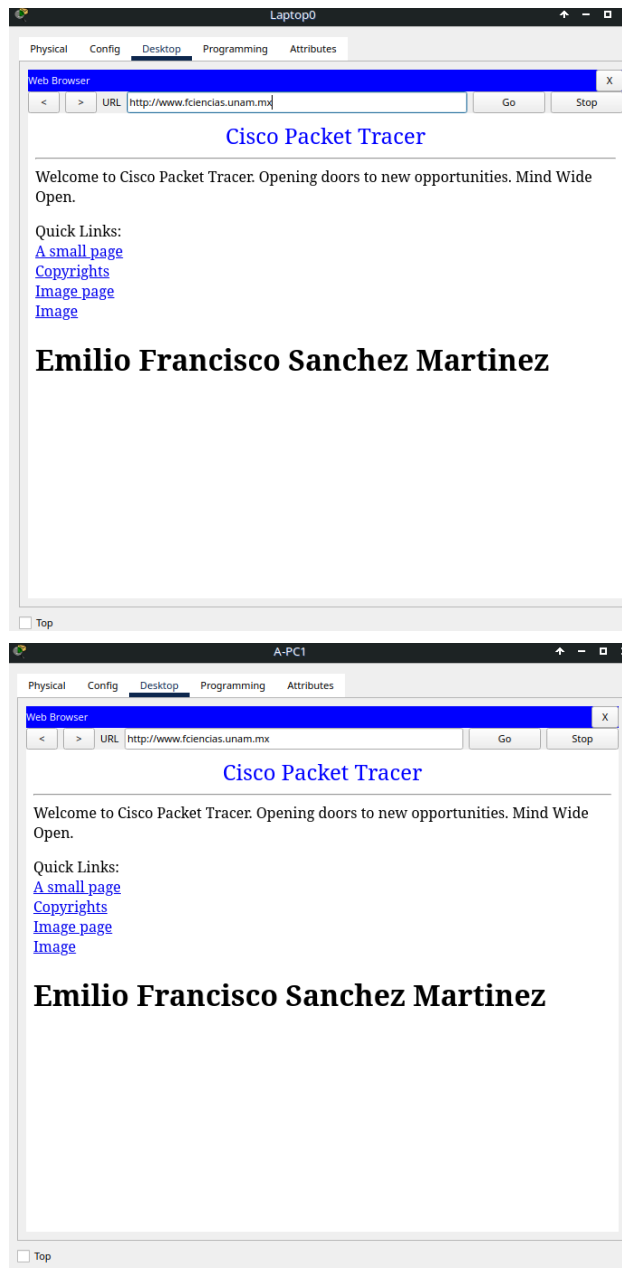 Laptop0
Physical Config Desktop Programming Attributes
Web Browser X
< > URL http://www.fciencias.unam.mx Go Stop
Cisco Packet Tracer
Welcome to Cisco Packet Tracer. Opening doors to new opportunities. Mind Wide
Open.
Quick Links:
A small page
Copyrights
Image page
Image
Emilio Francisco Sanchez Martinez
Top
A-PC1
Physical Config Desktop Programming Attributes
Web Browser X
< > URL http://www.fciencias.unam.mx Go Stop
Cisco Packet Tracer
Welcome to Cisco Packet Tracer. Opening doors to new opportunities. Mind Wide
Open.
Quick Links:
A small page
Copyrights
Image page
Image
Emilio Francisco Sanchez Martinez
Top